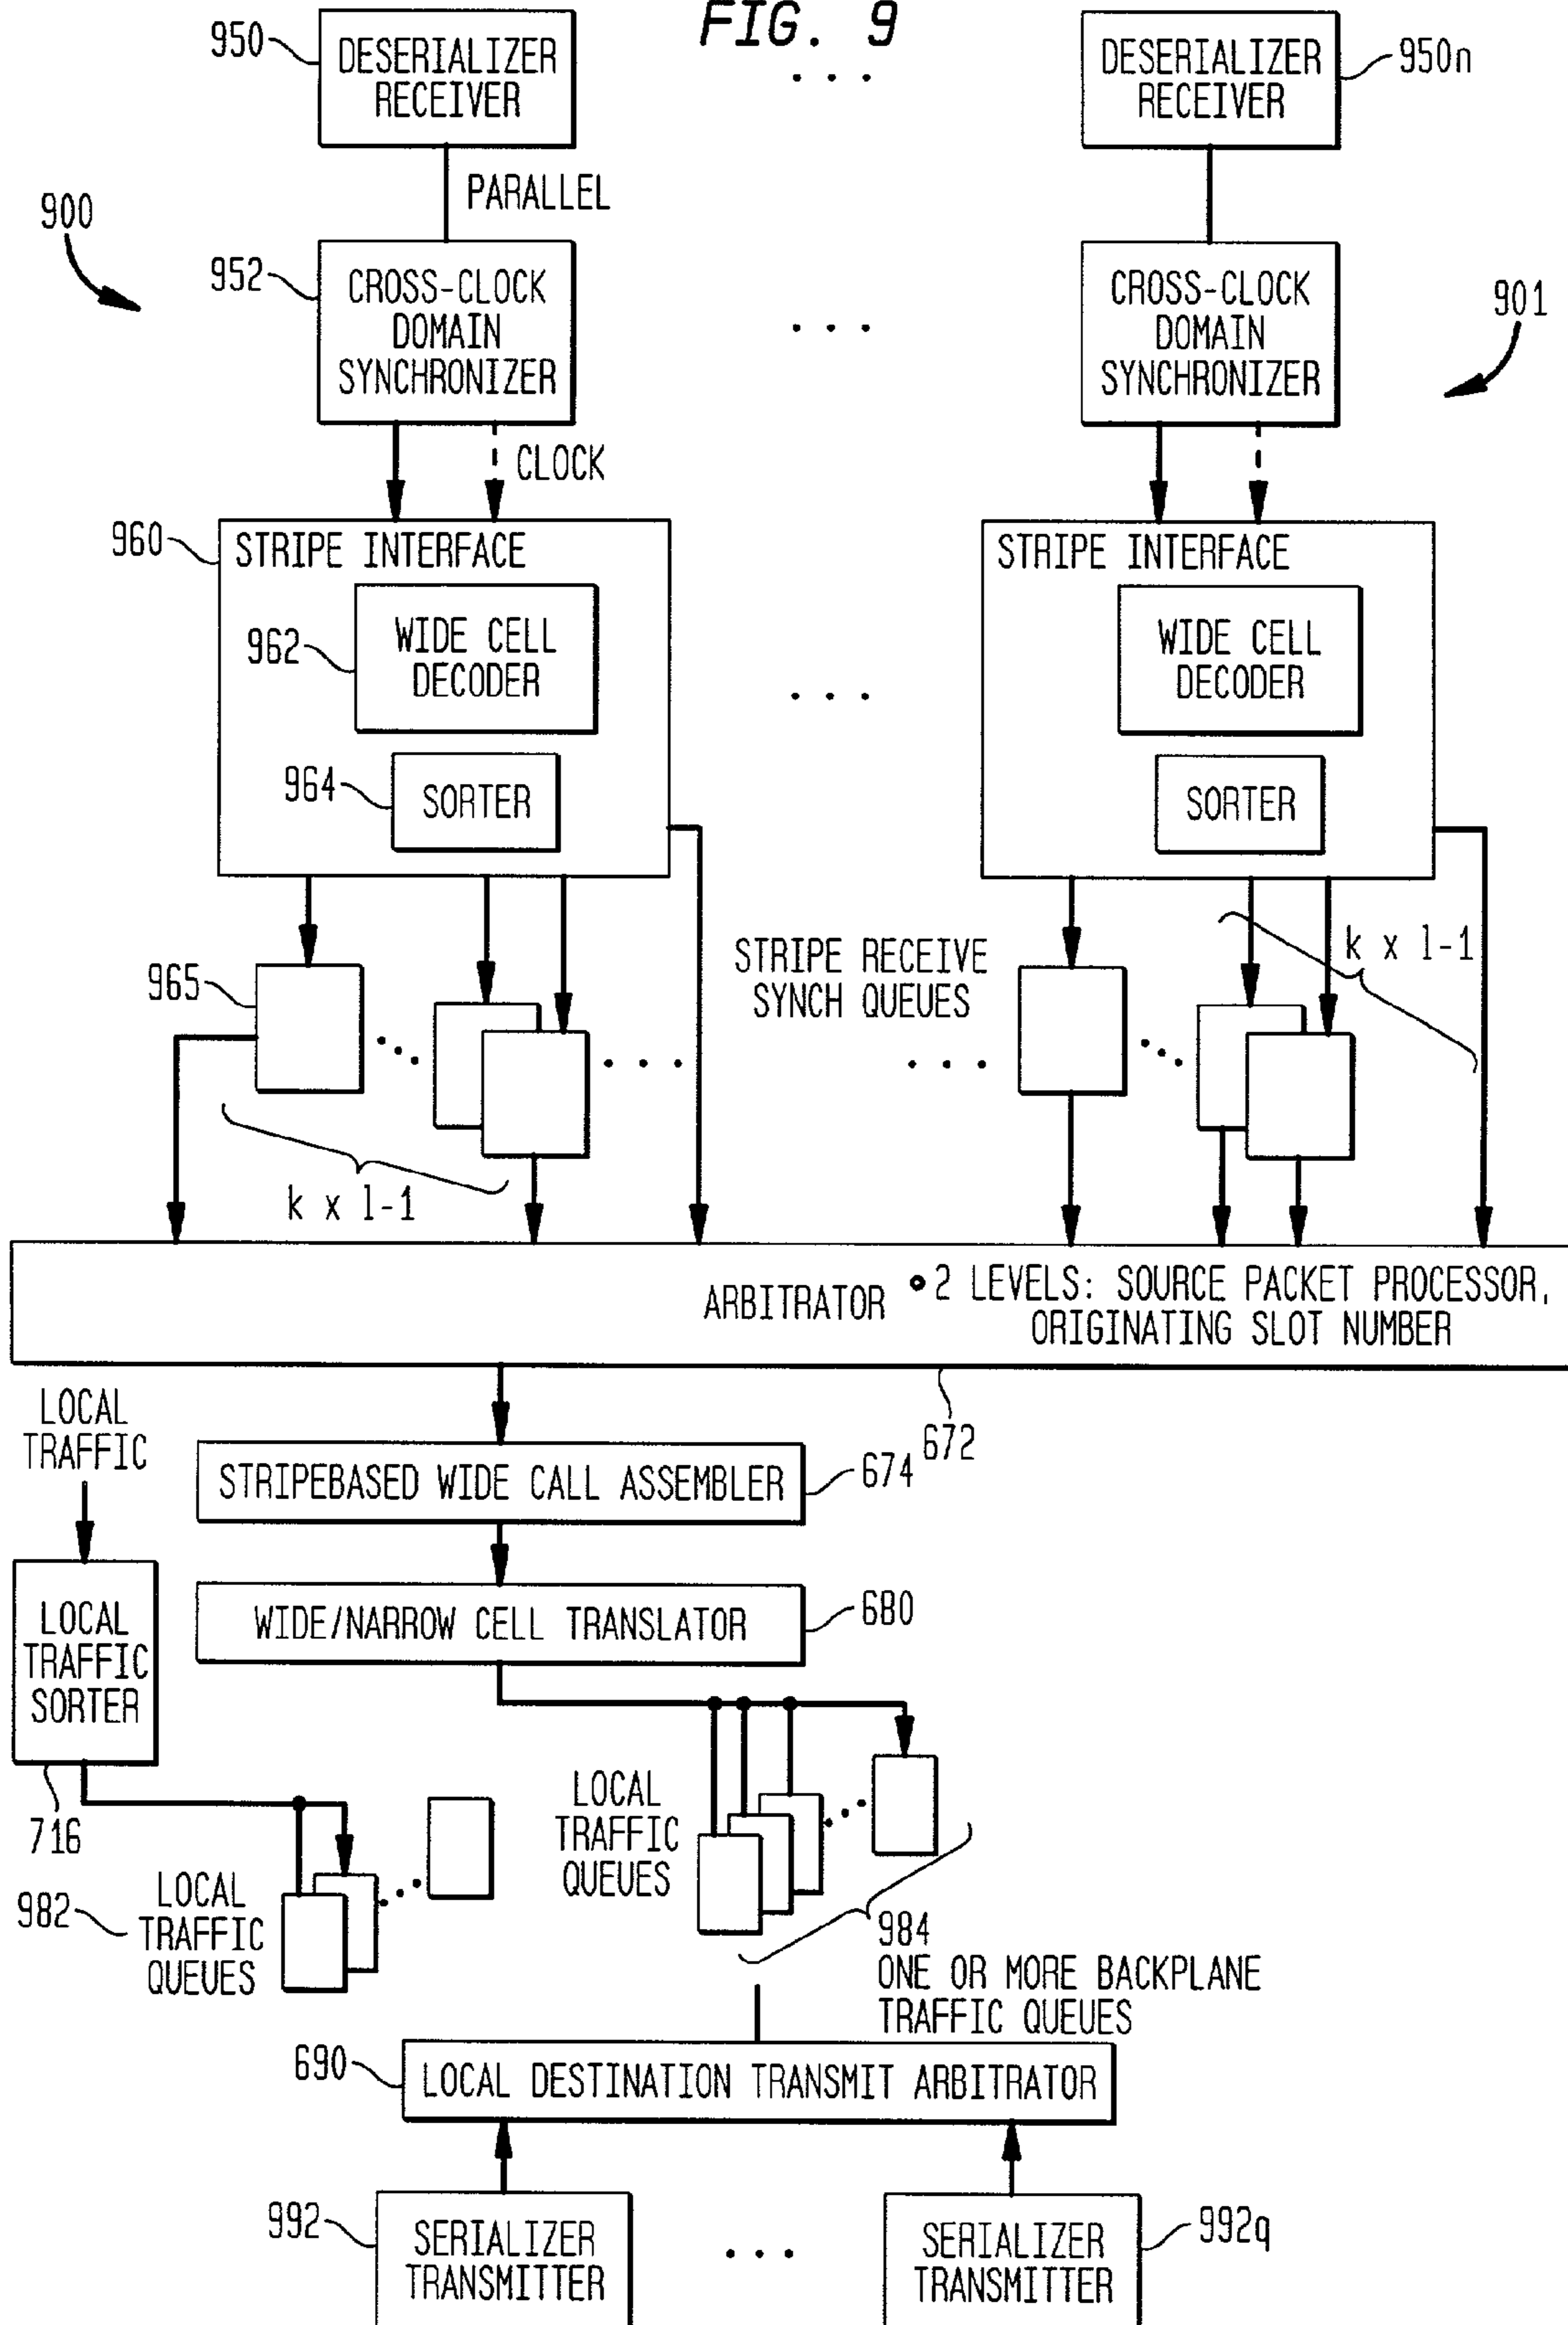 FIG. 9
950
DESERIALIZER
RECEIVER
. . .
DESERIALIZER
RECEIVER
950n
PARALLEL
900
952
CROSS-CLOCK
DOMAIN
SYNCHRONIZER
. . .
CROSS-CLOCK
DOMAIN
SYNCHRONIZER
901
CLOCK
960
STRIPE INTERFACE
STRIPE INTERFACE
962
WIDE CELL
DECODER
. . .
WIDE CELL
DECODER
964
SORTER
SORTER
965
STRIPE RECEIVE
SYNCH QUEUES
k x l-1
k x l-1
ARBITRATOR
•2 LEVELS: SOURCE PACKET PROCESSOR,
ORIGINATING SLOT NUMBER
672
LOCAL
TRAFFIC
STRIPEBASED WIDE CALL ASSEMBLER
674
LOCAL
TRAFFIC
SORTER
716
WIDE/NARROW CELL TRANSLATOR
680
LOCAL
TRAFFIC
QUEUES
982
LOCAL
TRAFFIC
QUEUES
984
ONE OR MORE BACKPLANE
TRAFFIC QUEUES
690
LOCAL DESTINATION TRANSMIT ARBITRATOR
992
SERIALIZER
TRANSMITTER
. . .
SERIALIZER
TRANSMITTER
992q